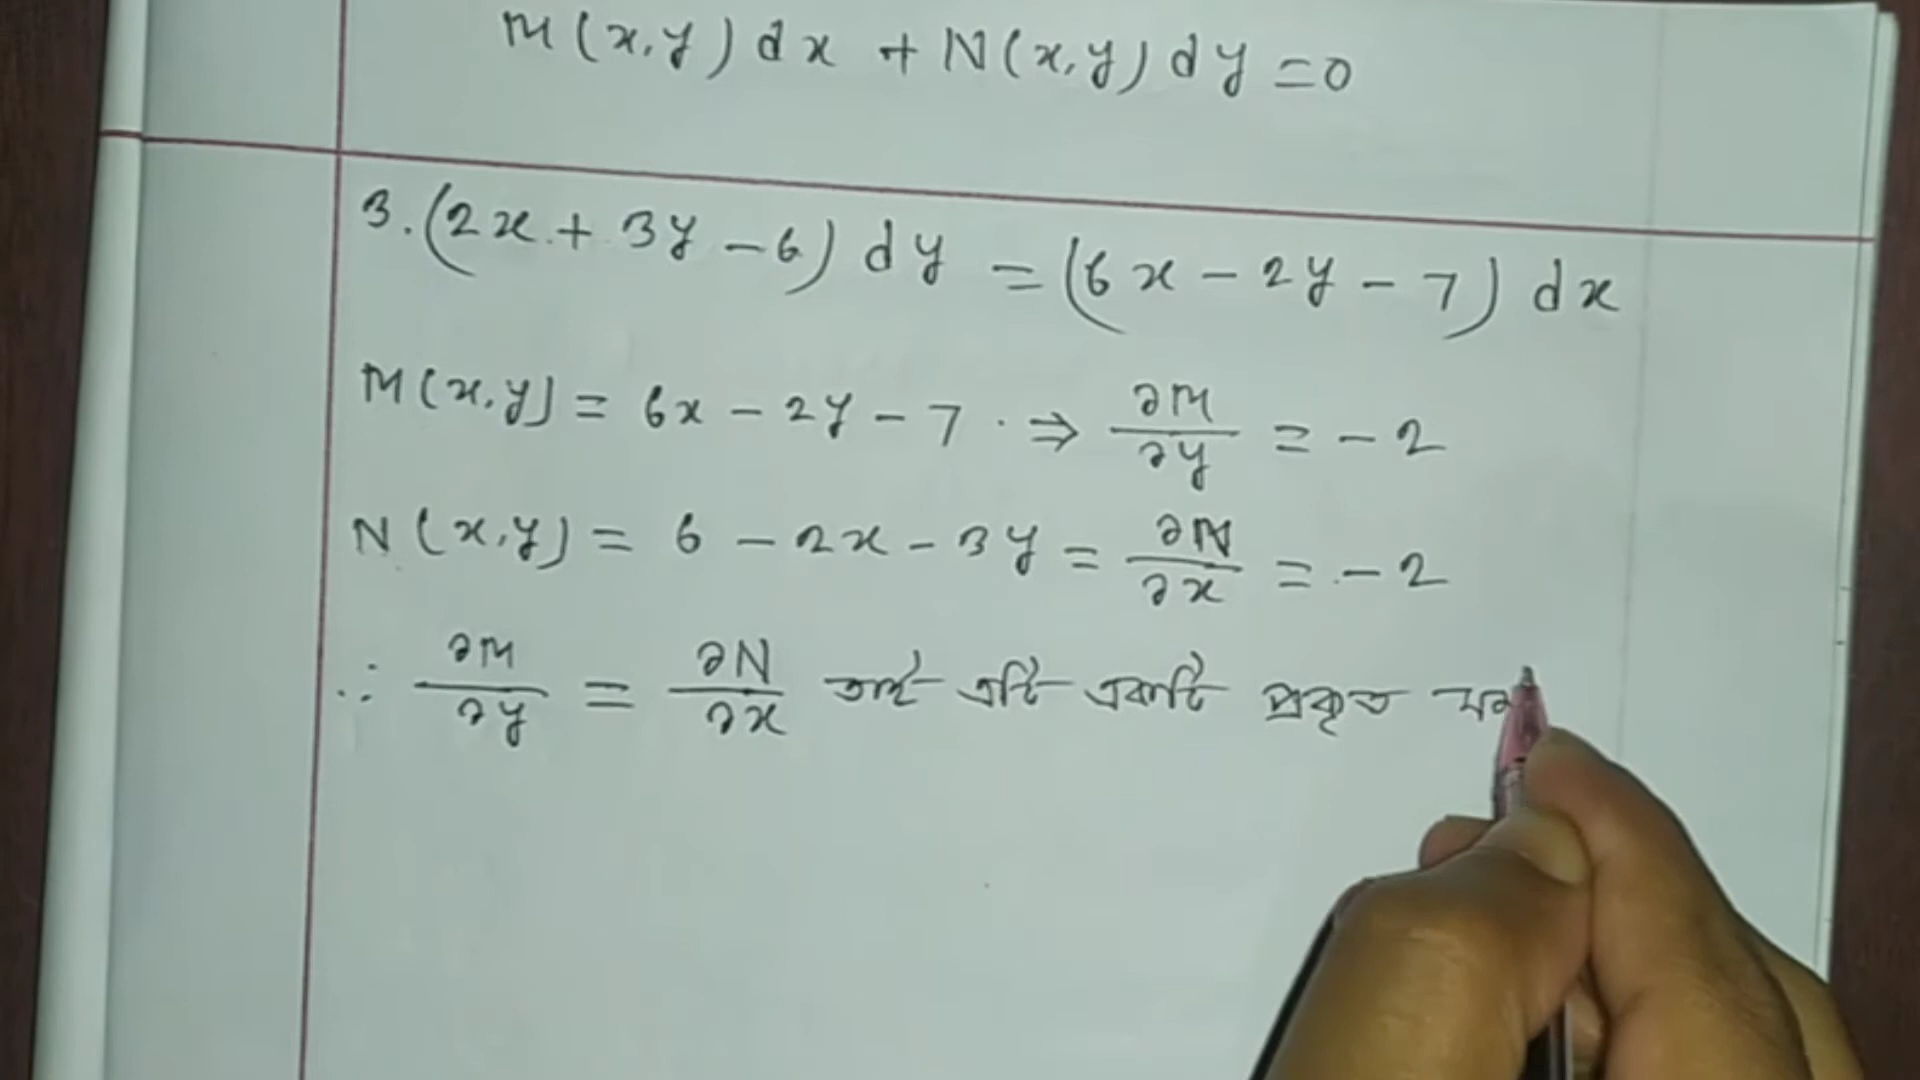 M(x,y)dx + N(x,y)dy = 0
3. (2x + 3y - 6) dy = (6x - 2y - 7) dx
M(x,y) = 6x - 2y - 7 . ⇒ ∂M/∂y = - 2
N(x,y) = 6 - 2x - 3y = ∂N/∂x = - 2
∴ ∂M/∂y = ∂N/∂x তাই এটি একটি প্রকৃত